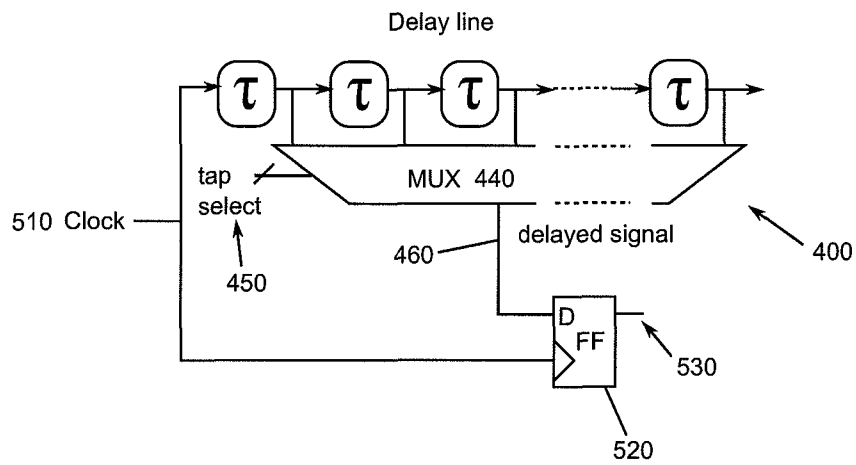 Delay line
τ τ τ τ
tap
select
MUX 440
510 Clock
450
460
delayed signal
400
D
FF
530
520